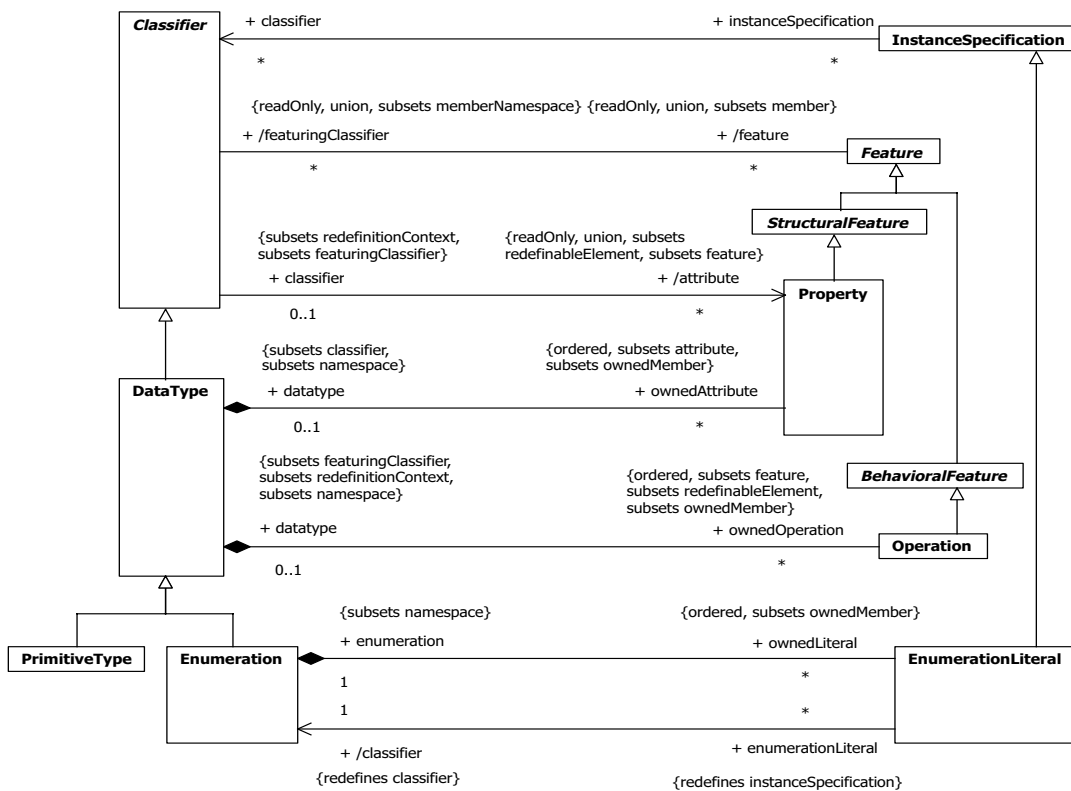 Classifier
+ classifier
+ instanceSpecification
InstanceSpecification
*
*
{readOnly, union, subsets memberNamespace}
{readOnly, union, subsets member}
+ /featuringClassifier
+ /feature
Feature
*
*
StructuralFeature
{subsets redefinitionContext,
subsets featuringClassifier}
{readOnly, union, subsets
redefinableElement, subsets feature}
+ classifier
+ /attribute
Property
0..1
*
{subsets classifier,
subsets namespace}
{ordered, subsets attribute,
subsets ownedMember}
DataType
+ datatype
+ ownedAttribute
0..1
*
{subsets featuringClassifier,
subsets redefinitionContext,
subsets namespace}
{ordered, subsets feature,
subsets redefinableElement,
subsets ownedMember}
BehavioralFeature
+ datatype
+ ownedOperation
Operation
0..1
*
{subsets namespace}
{ordered, subsets ownedMember}
+ enumeration
+ ownedLiteral
PrimitiveType
Enumeration
EnumerationLiteral
1
*
1
*
+ /classifier
+ enumerationLiteral
{redefines classifier}
{redefines instanceSpecification}